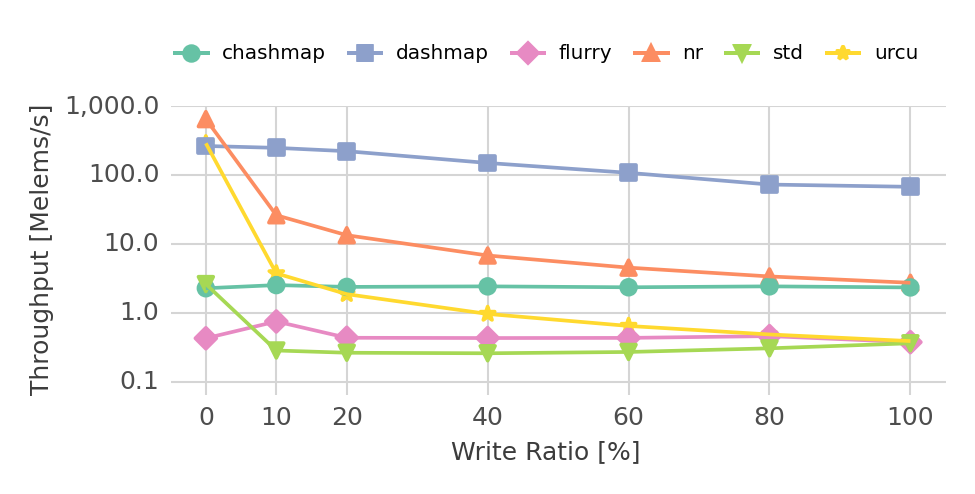 chashmap dashmap flurry nr std urcu
Throughput [Melems/s]
1,000.0
100.0
10.0
1.0
0.1
0 10 20 40 60 80 100
Write Ratio [%]